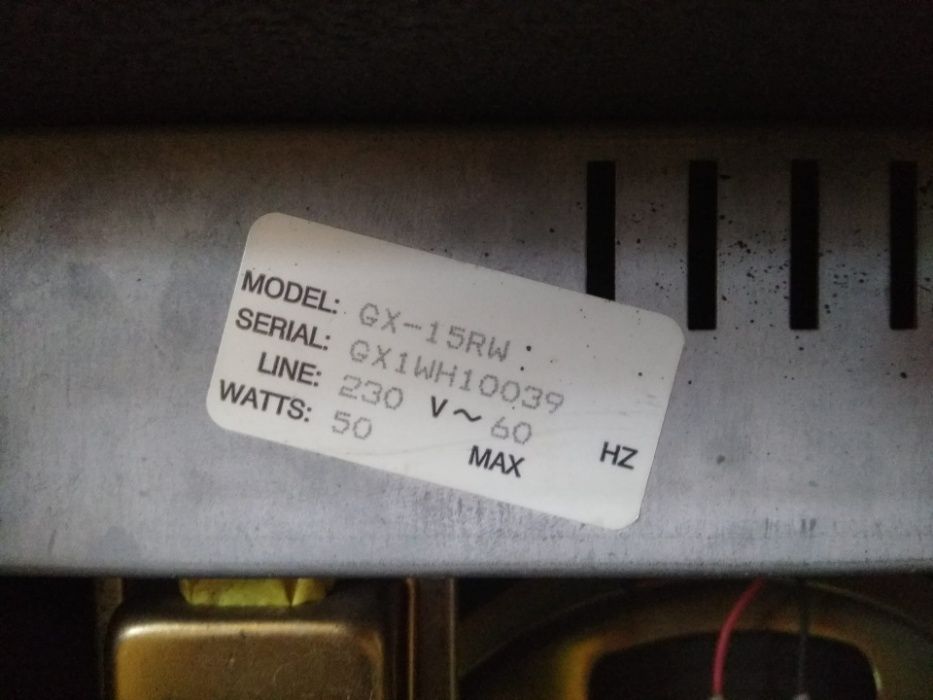 MODEL: GX-15RW
SERIAL: GX1WH10039
LINE: 230 V~ 60 HZ
WATTS: 50 MAX